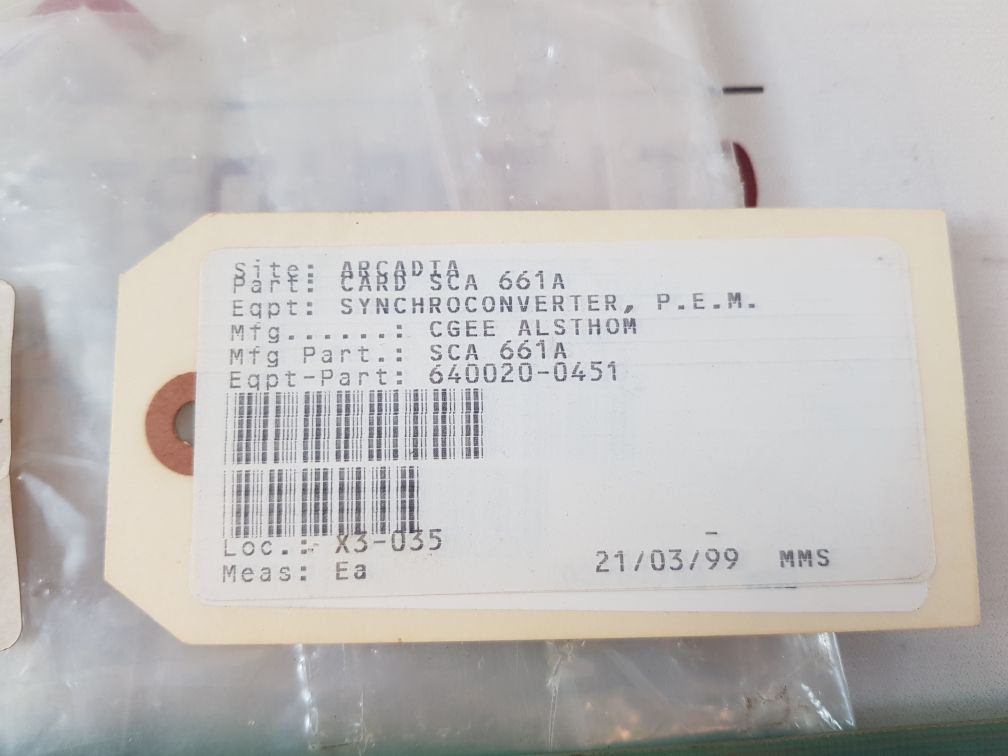 Site: ARCADIA
Part: CARD SCA 661A
Eqpt: SYNCHROCONVERTER, P.E.M.
Mfg......: CGEE ALSTHOM
Mfg Part.: SCA 661A
Eqpt-Part: 640020-0451
Loc.: X3-035
Meas: Ea
21/03/99 MMS